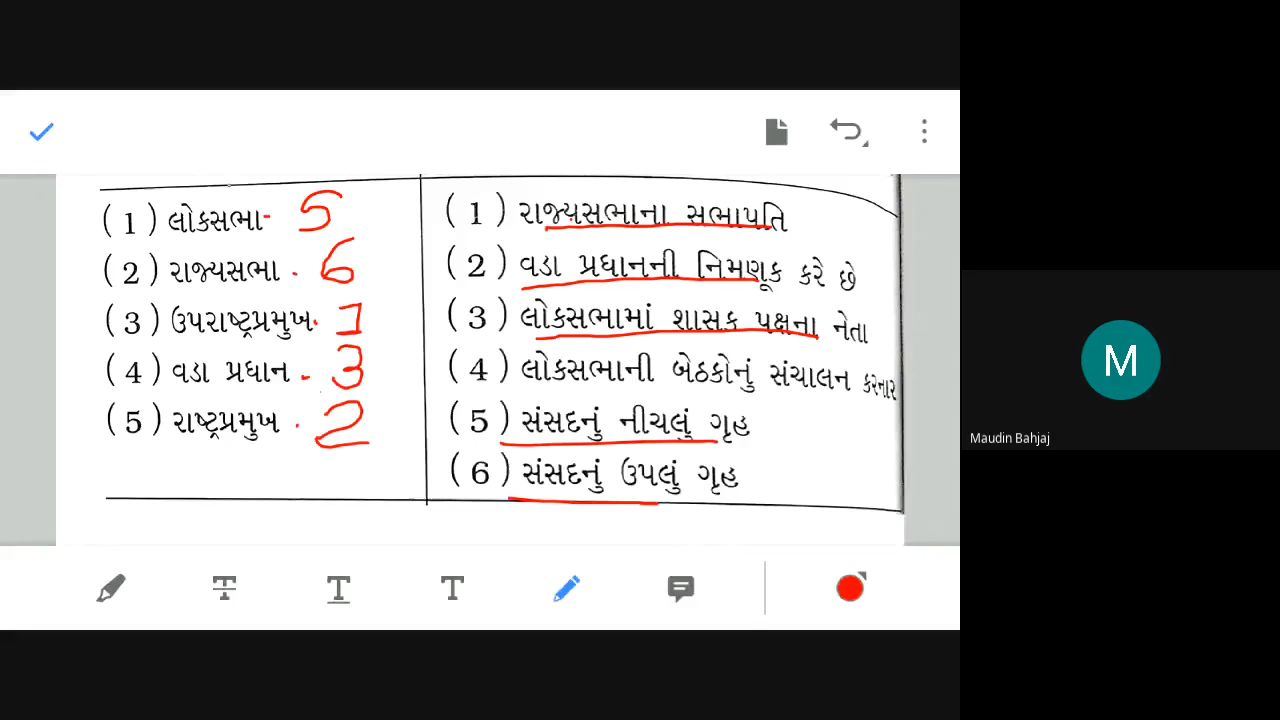 (1) લોકસભા- 5
(2) રાજ્યસભા . 6
(3) ઉપરાષ્ટ્રપ્રમુખ. 1
(4) વડા પ્રધાન - 3
(5) રાષ્ટ્રપ્રમુખ . 2
(1) રાજ્યસભાના સભાપતિ
(2) વડા પ્રધાનની નિમણૂક કરે છે
(3) લોકસભામાં શાસક પક્ષના નેતા
(4) લોકસભાની બેઠકોનું સંચાલન કરનાર
(5) સંસદનું નીચલું ગૃહ
(6) સંસદનું ઉપલું ગૃહ
T
T
T
M
Maudin Bahjaj